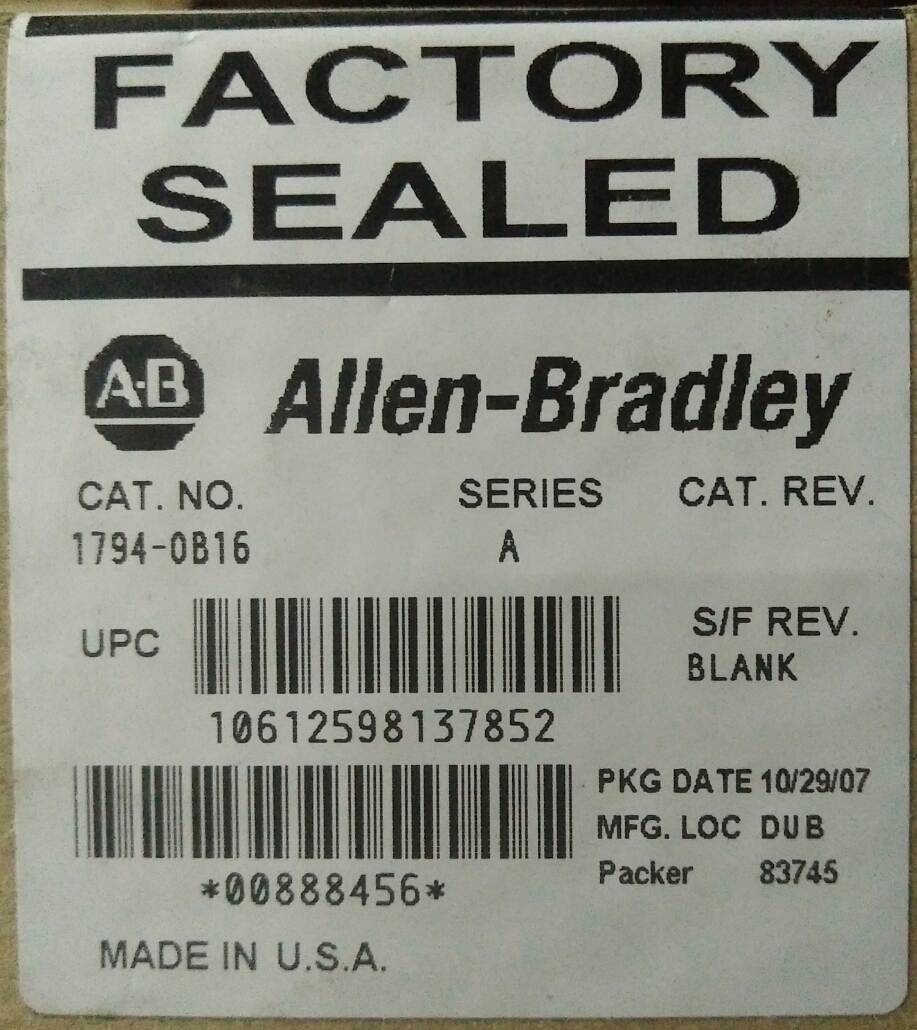 FACTORY
SEALED
A-B Allen-Bradley
CAT. NO. SERIES CAT. REV.
1794-OB16 A
UPC S/F REV.
BLANK
10612598137852
PKG DATE 10/29/07
MFG. LOC DUB
Packer 83745
*00888456*
MADE IN U.S.A.